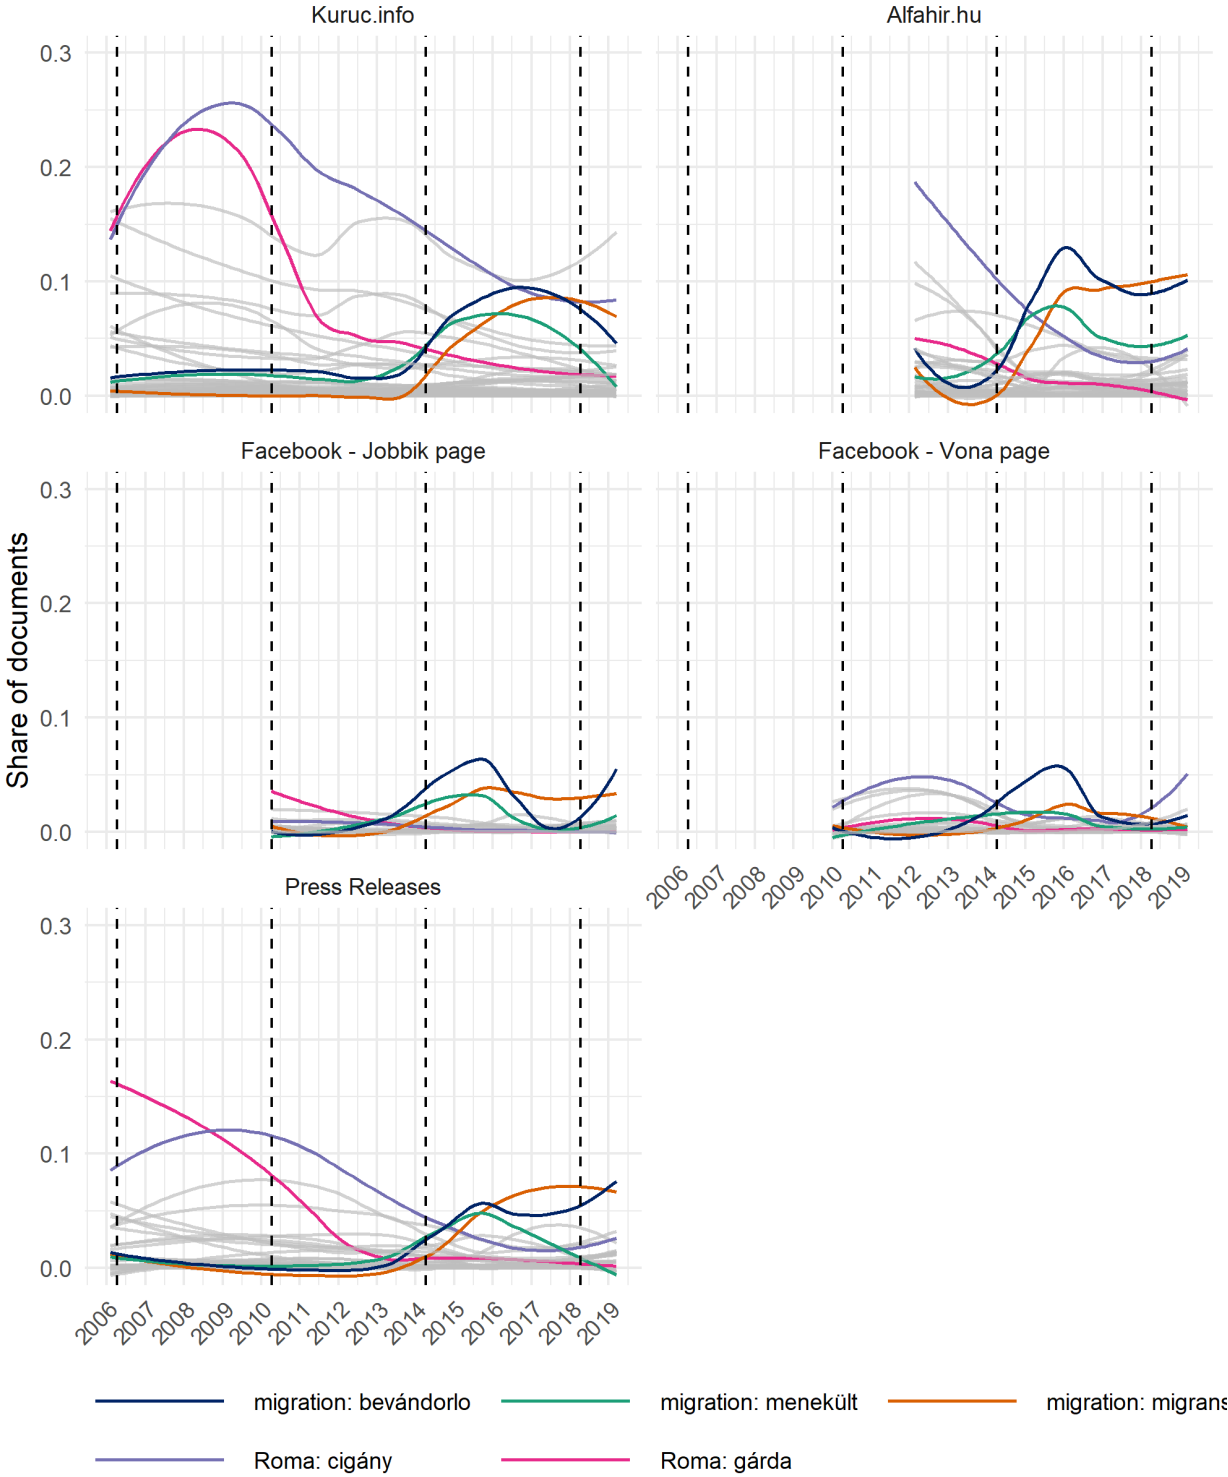 Kuruc.info
Alfahir.hu
0.3
0.2
0.1
0.0
Facebook - Jobbik page
Facebook - Vona page
0.3
0.2
0.1
0.0
2006 2007 2008 2009 2010 2011 2012 2013 2014 2015 2016 2017 2018 2019
Press Releases
0.3
0.2
0.1
0.0
2006 2007 2008 2009 2010 2011 2012 2013 2014 2015 2016 2017 2018 2019
Share of documents
migration: bevándorlo
migration: menekült
migration: migrans
Roma: cigány
Roma: gárda